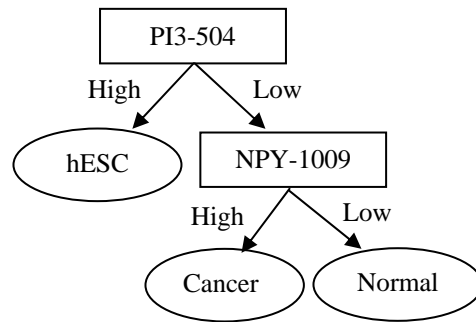 PI3-504
High Low
hESC
NPY-1009
High Low
Cancer
Normal